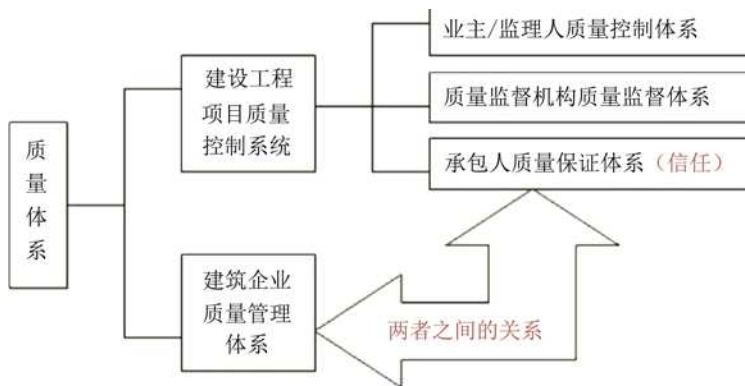 质
量
体
系
建设工程
项目质量
控制系统
业主/监理人质量控制体系
质量监督机构质量监督体系
承包人质量保证体系（信任）
建筑企业
质量管理
体系
两者之间的关系